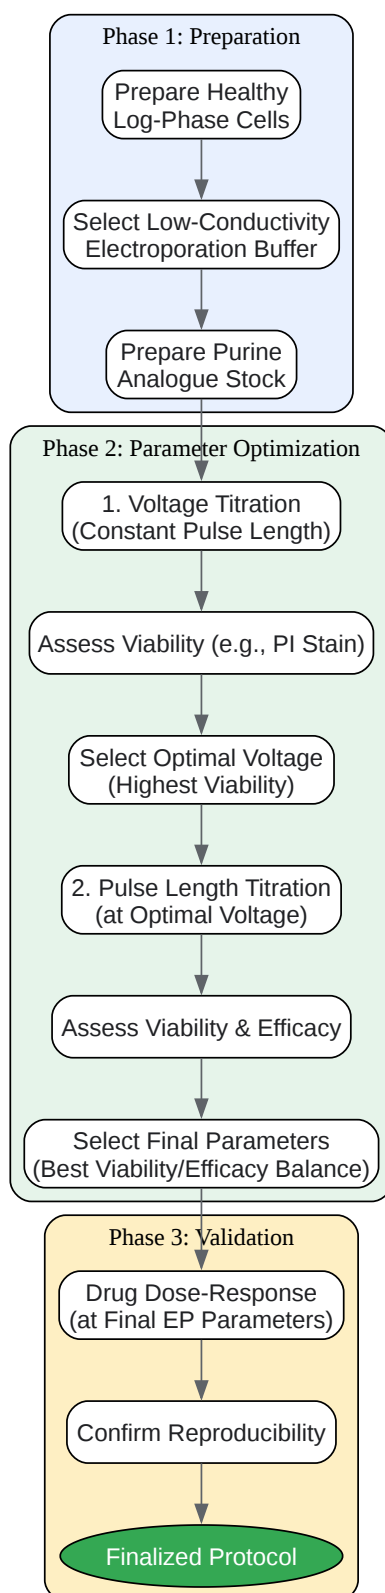 Phase 1: Preparation
Prepare Healthy
Log-Phase Cells
Select Low-Conductivity
Electroporation Buffer
Prepare Purine
Analogue Stock
Phase 2: Parameter Optimization
1. Voltage Titration
(Constant Pulse Length)
Assess Viability (e.g., PI Stain)
Select Optimal Voltage
(Highest Viability)
2. Pulse Length Titration
(at Optimal Voltage)
Assess Viability & Efficacy
Select Final Parameters
(Best Viability/Efficacy Balance)
Phase 3: Validation
Drug Dose-Response
(at Final EP Parameters)
Confirm Reproducibility
Finalized Protocol